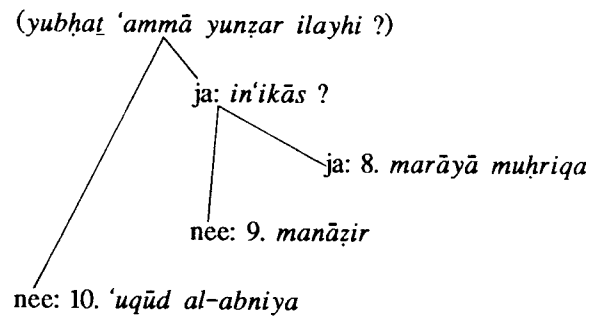 (yubḥaṯ ‘ammā yunẓar ilayhi ?)
ja: in‘ikās ?
ja: 8. marāyā muḥriqa
nee: 9. manāẓir
nee: 10. ‘uqūd al-abniya